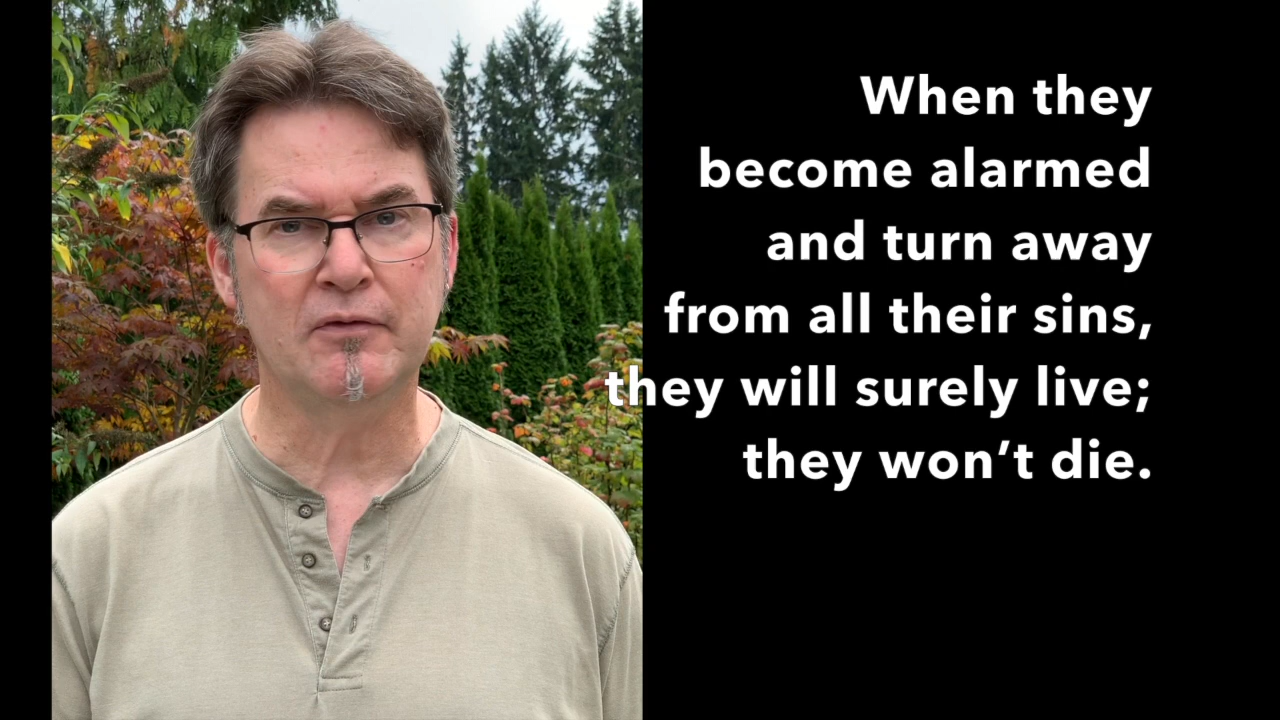 When they
become alarmed
and turn away
from all their sins,
they will surely live;
they won’t die.